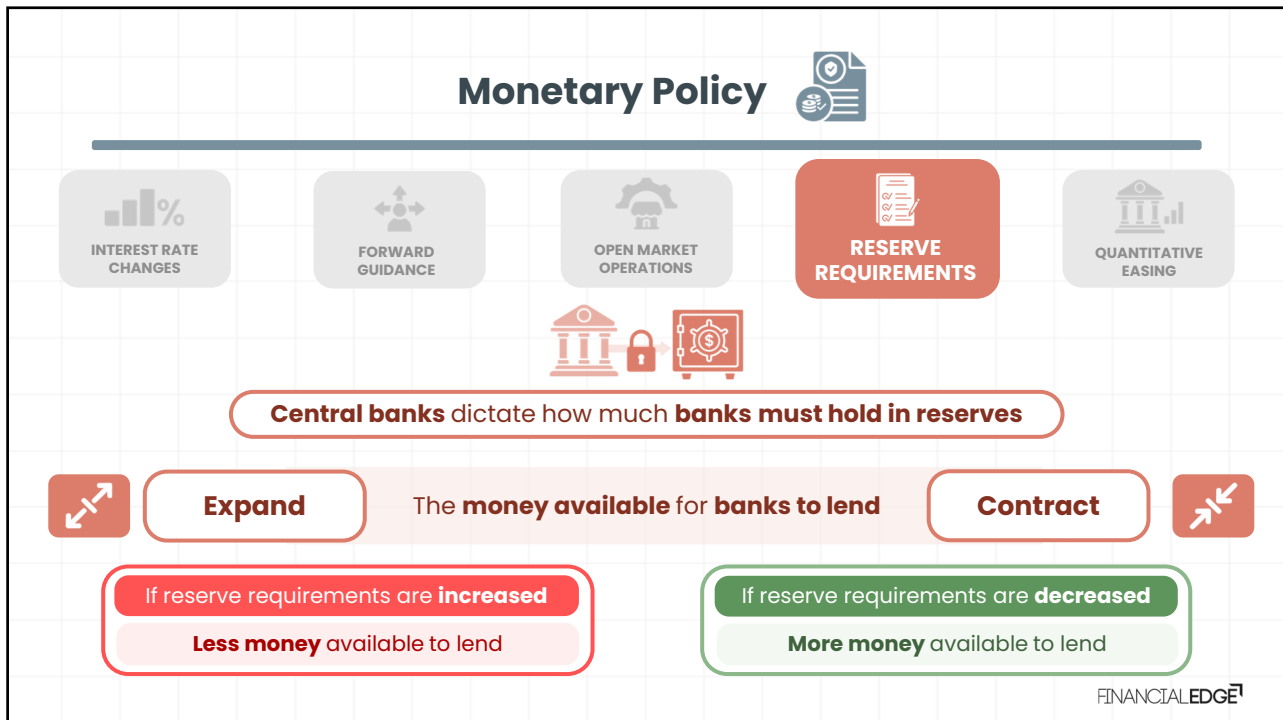 Monetary Policy
%
INTEREST RATE
CHANGES
FORWARD
GUIDANCE
OPEN MARKET
OPERATIONS
RESERVE
REQUIREMENTS
QUANTITATIVE
EASING
$
Central banks dictate how much banks must hold in reserves
Expand
The money available for banks to lend
Contract
If reserve requirements are increased
Less money available to lend
If reserve requirements are decreased
More money available to lend
FINANCIALEDGE